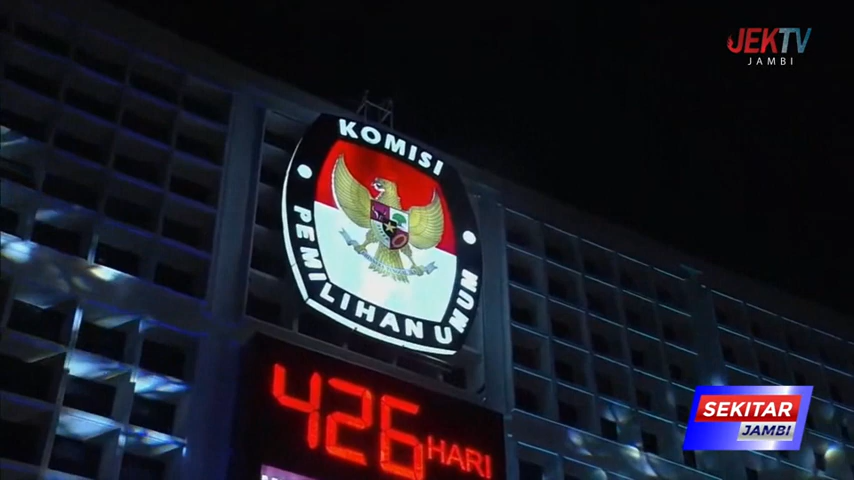 JEKTV
JAMBI
KOMISI
PEMILIHAN UMUM
426 HARI
SEKITAR
JAMBI